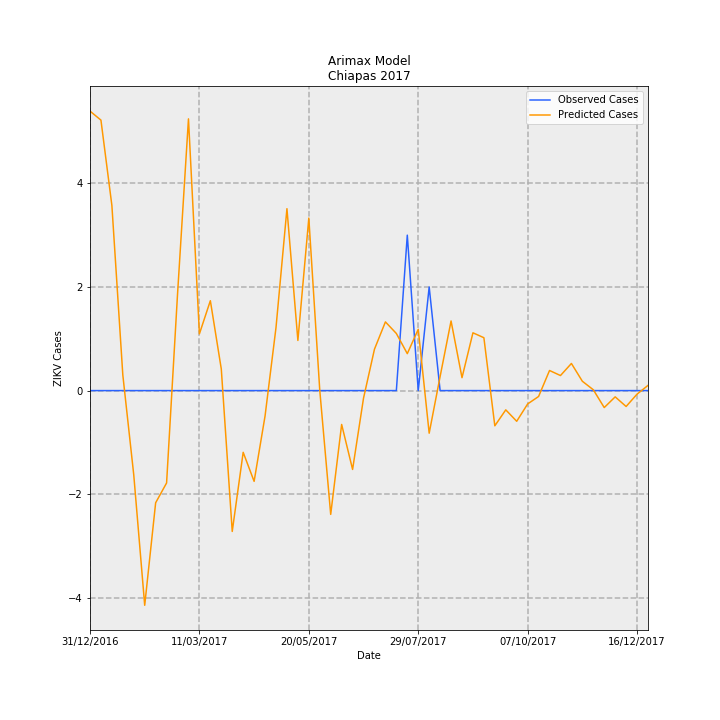 Arimax Model
Chiapas 2017
Observed Cases
Predicted Cases
ZIKV Cases
4
2
0
−2
−4
31/12/2016 11/03/2017 20/05/2017 29/07/2017 07/10/2017 16/12/2017
Date